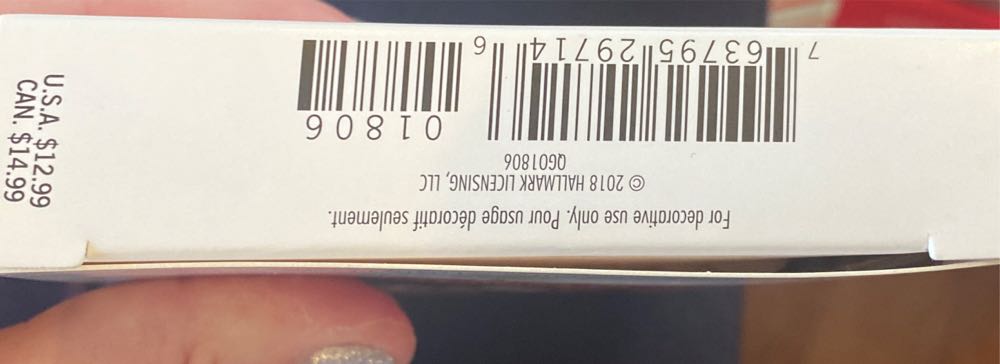 For decorative use only. Pour usage décoratif seulement.
© 2018 HALLMARK LICENSING, LLC
QGO1806
01806
7 63795 29714 6
U.S.A. $12.99
CAN. $14.99